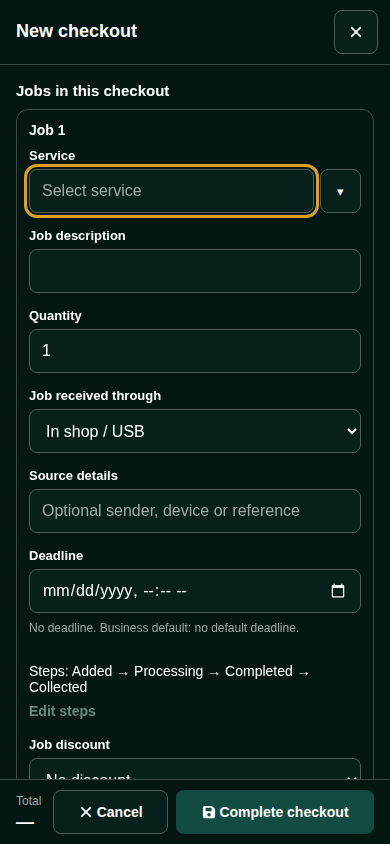 New checkout
Jobs in this checkout
Job 1
Service
Select service
Job description
Quantity
1
Job received through
In shop / USB
Source details
Optional sender, device or reference
Deadline
mm/dd/yyyy, --:-- --
No deadline. Business default: no default deadline.
Steps: Added → Processing → Completed →
Collected
Edit steps
Job discount
No discount
Total
—
Cancel
Complete checkout